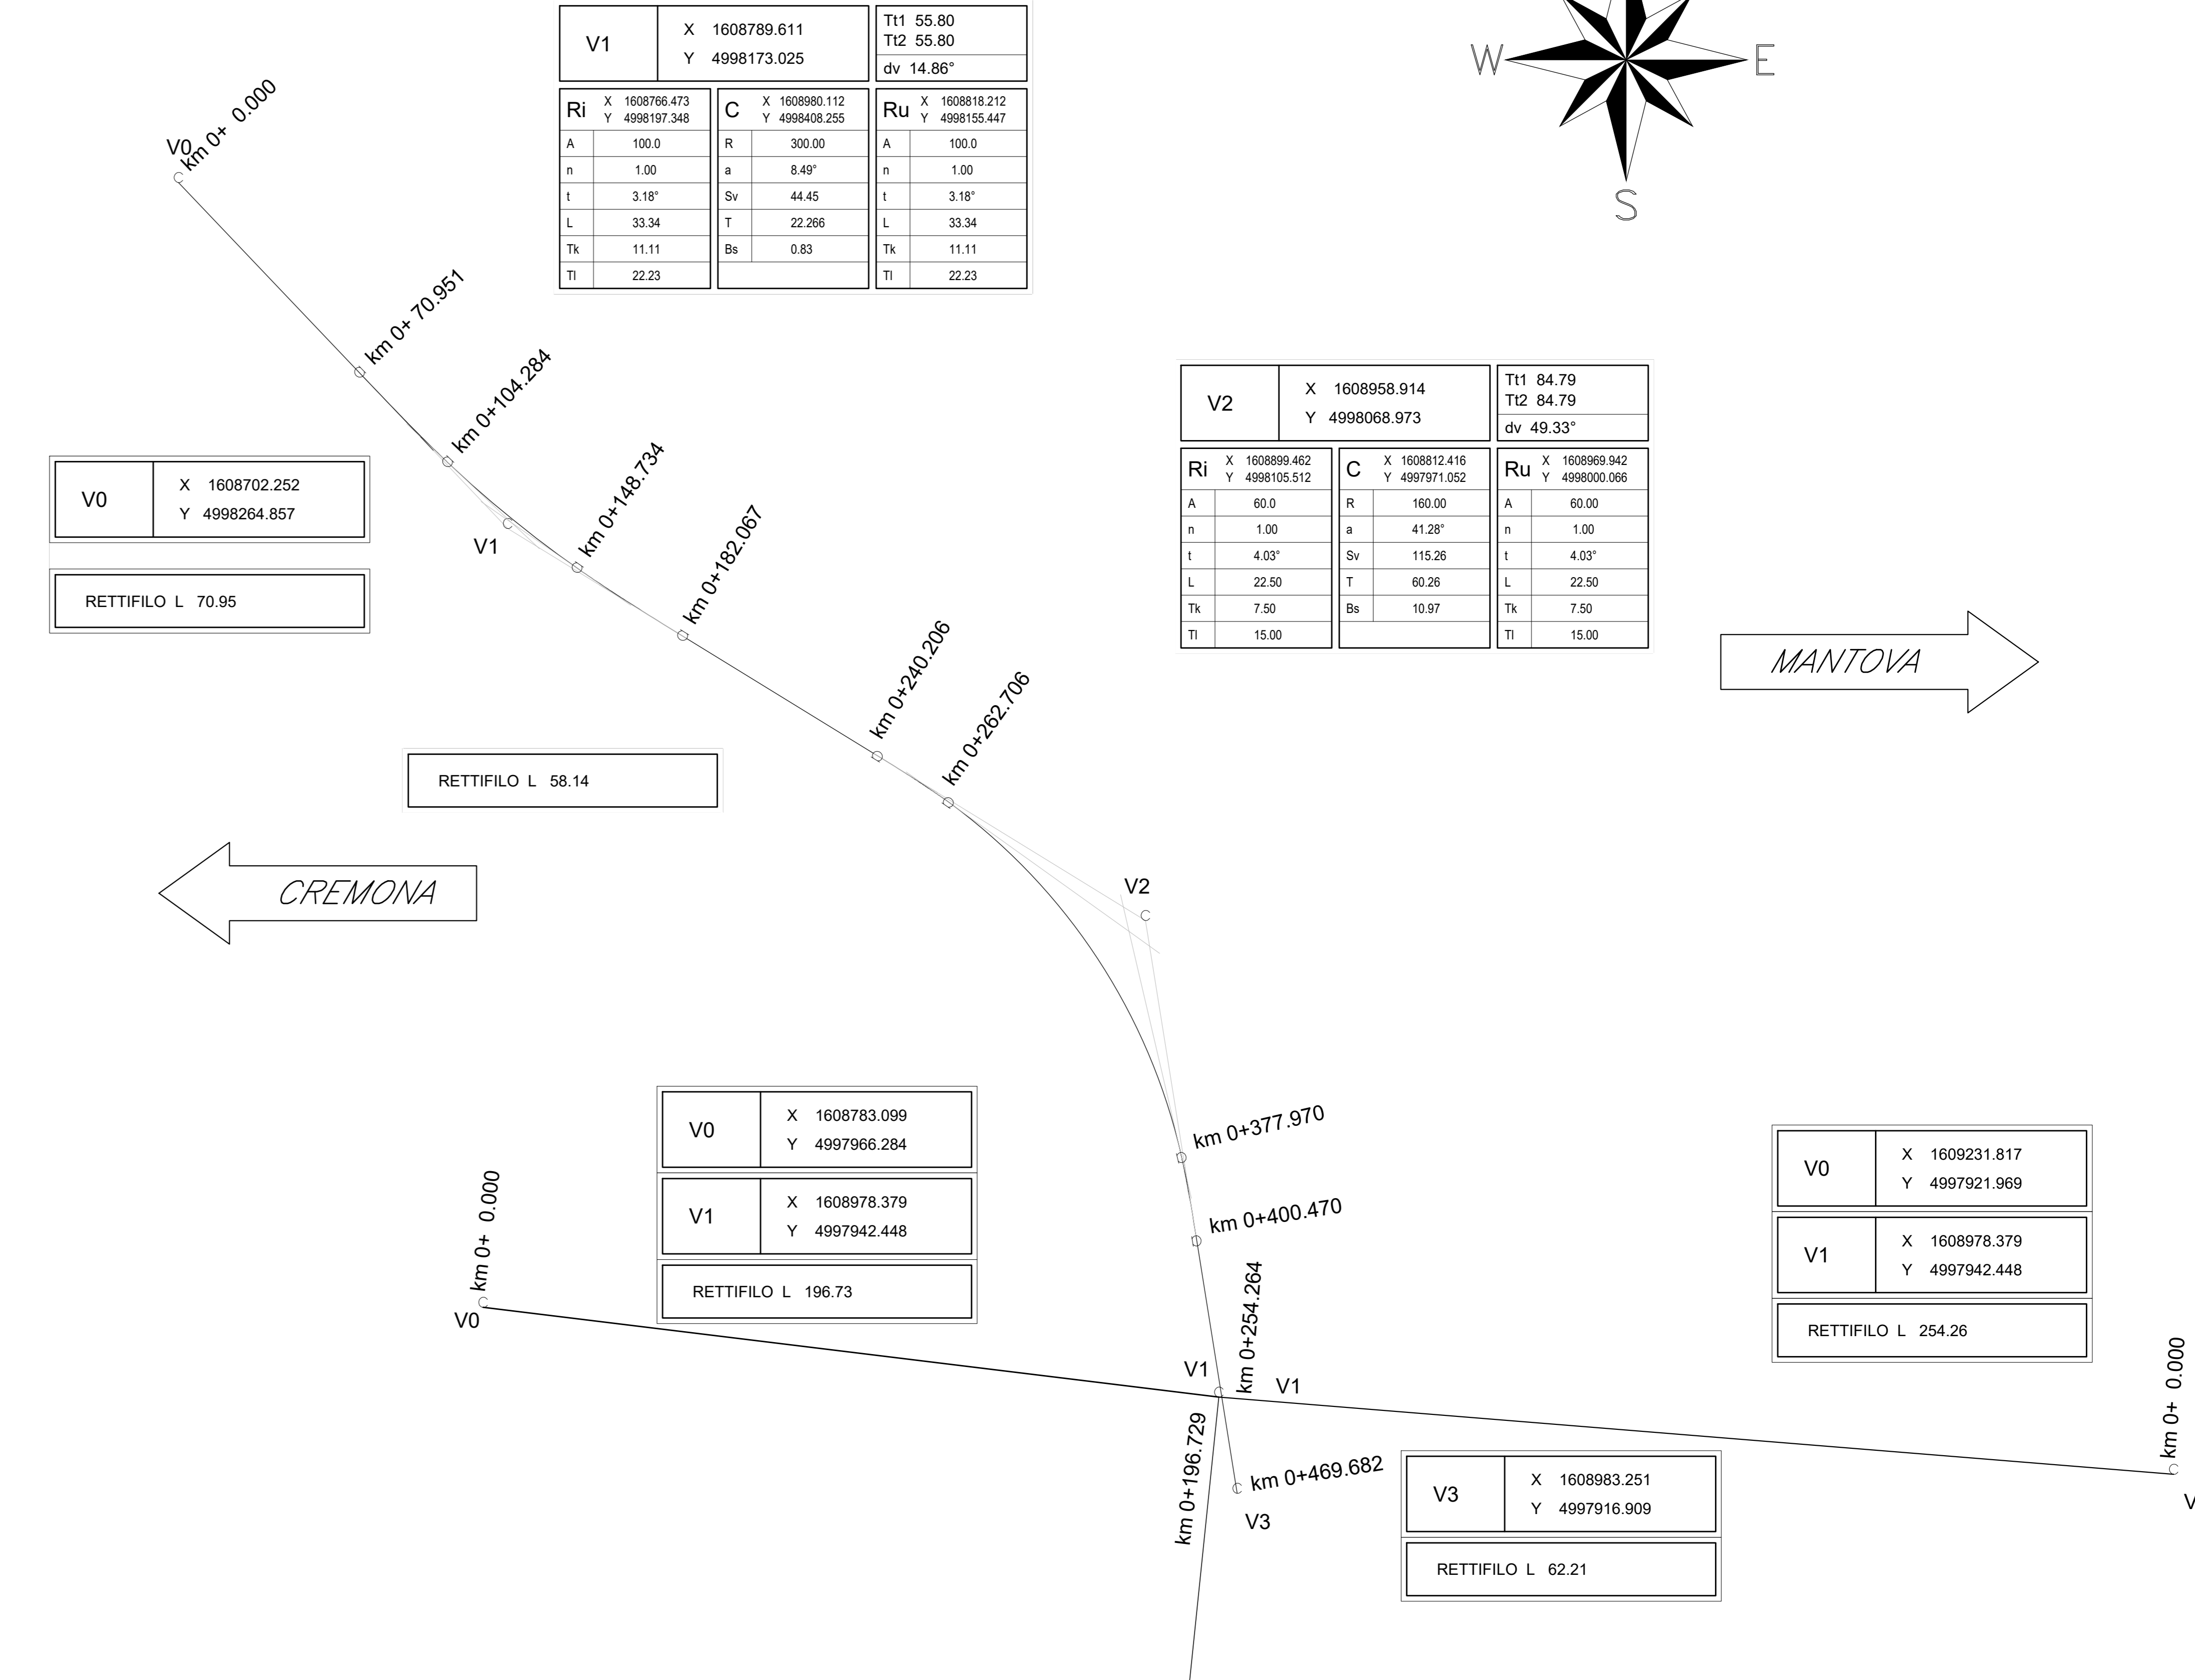 V1
X 1608789.611
Y 4998173.025
Tt1 55.80
Tt2 55.80
dv 14.86°
Ri X 1608766.473
Y 4998197.348
A 100.0
n 1.00
t 3.18°
L 33.34
Tk 11.11
Tl 22.23
C X 1608980.112
Y 4998408.255
R 300.00
a 8.49°
Sv 44.45
T 22.266
Bs 0.83
Ru X 1608818.212
Y 4998155.447
A 100.0
n 1.00
t 3.18°
L 33.34
Tk 11.11
Tl 22.23
W
E
S
V0
km 0+ 0.000
km 0+ 70.951
km 0+104.284
km 0+148.734
V1
km 0+182.067
km 0+240.206
km 0+262.706
V0
X 1608702.252
Y 4998264.857
RETTIFILO L 70.95
V2
X 1608958.914
Y 4998068.973
Tt1 84.79
Tt2 84.79
dv 49.33°
Ri X 1608899.462
Y 4998105.512
A 60.0
n 1.00
t 4.03°
L 22.50
Tk 7.50
Tl 15.00
C X 1608812.416
Y 4997971.052
R 160.00
a 41.28°
Sv 115.26
T 60.26
Bs 10.97
Ru X 1608969.942
Y 4998000.066
A 60.00
n 1.00
t 4.03°
L 22.50
Tk 7.50
Tl 15.00
MANTOVA
RETTIFILO L 58.14
CREMONA
V2
V0
X 1608783.099
Y 4997966.284
V1
X 1608978.379
Y 4997942.448
RETTIFILO L 196.73
km 0+377.970
km 0+400.470
V0
X 1609231.817
Y 4997921.969
V1
X 1608978.379
Y 4997942.448
RETTIFILO L 254.26
km 0+ 0.000
V0
km 0+254.264
V1
V1
km 0+196.729
km 0+469.682
V3
km 0+ 0.000
V3
X 1608983.251
Y 4997916.909
RETTIFILO L 62.21